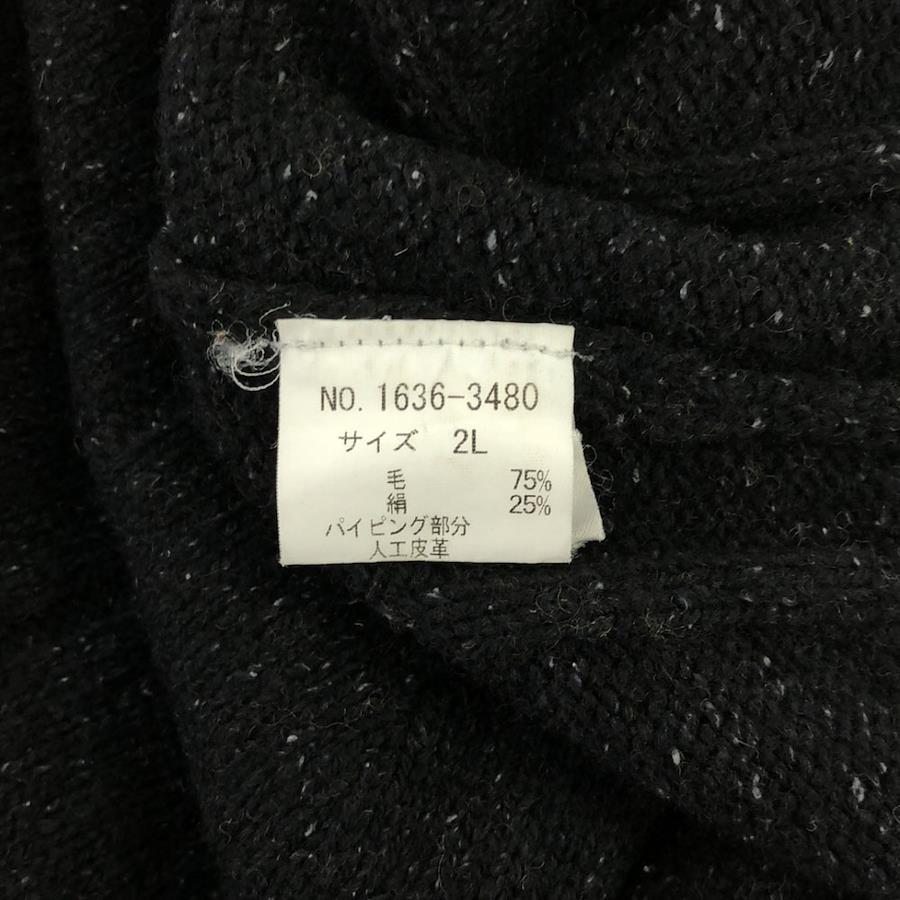 NO. 1636-3480
サイズ 2L
毛 75%
絹 25%
パイピング部分
人工皮革